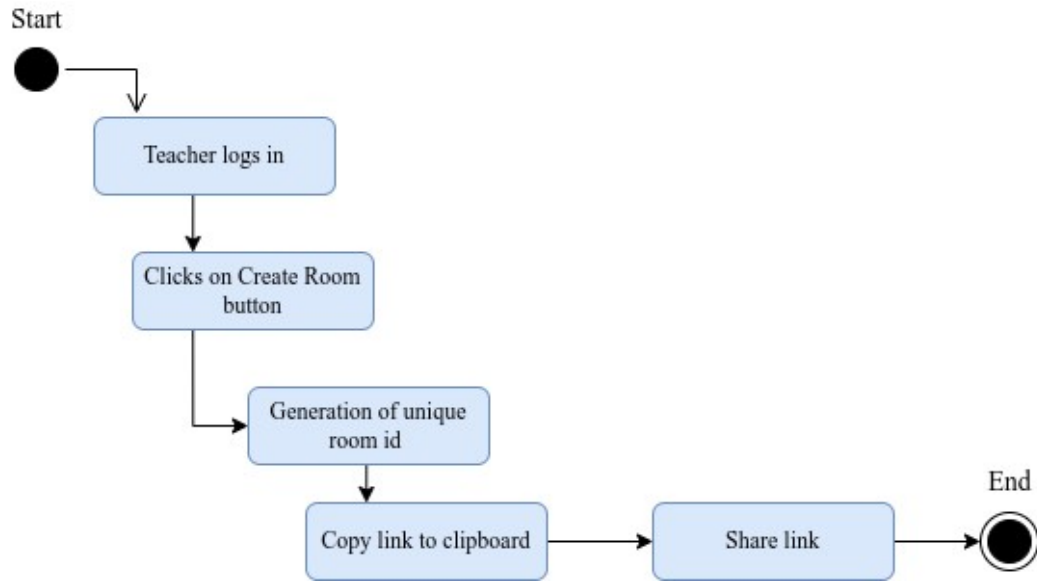 Start
Teacher logs in
Clicks on Create Room
button
Generation of unique
room id
Copy link to clipboard
Share link
End